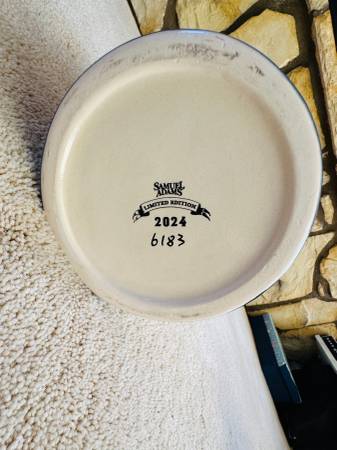 SAMUEL
ADAMS
LIMITED EDITION
2024
6183